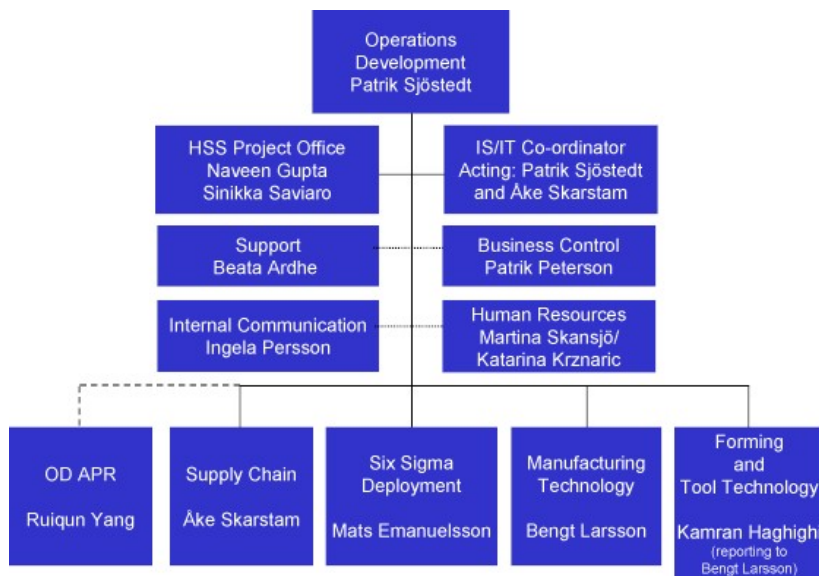 Operations
Development
Patrik Sjöstedt
HSS Project Office
Naveen Gupta
Sinikka Saviaro
IS/IT Co-ordinator
Acting: Patrik Sjöstedt
and Åke Skarstam
Support
Beata Ardhe
Business Control
Patrik Peterson
Internal Communication
Ingela Persson
Human Resources
Martina Skansjö/
Katarina Krznaric
OD APR
Ruiqun Yang
Supply Chain
Åke Skarstam
Six Sigma
Deployment
Mats Emanuelsson
Manufacturing
Technology
Bengt Larsson
Forming
and
Tool Technology
Kamran Haghighi
(reporting to
Bengt Larsson)